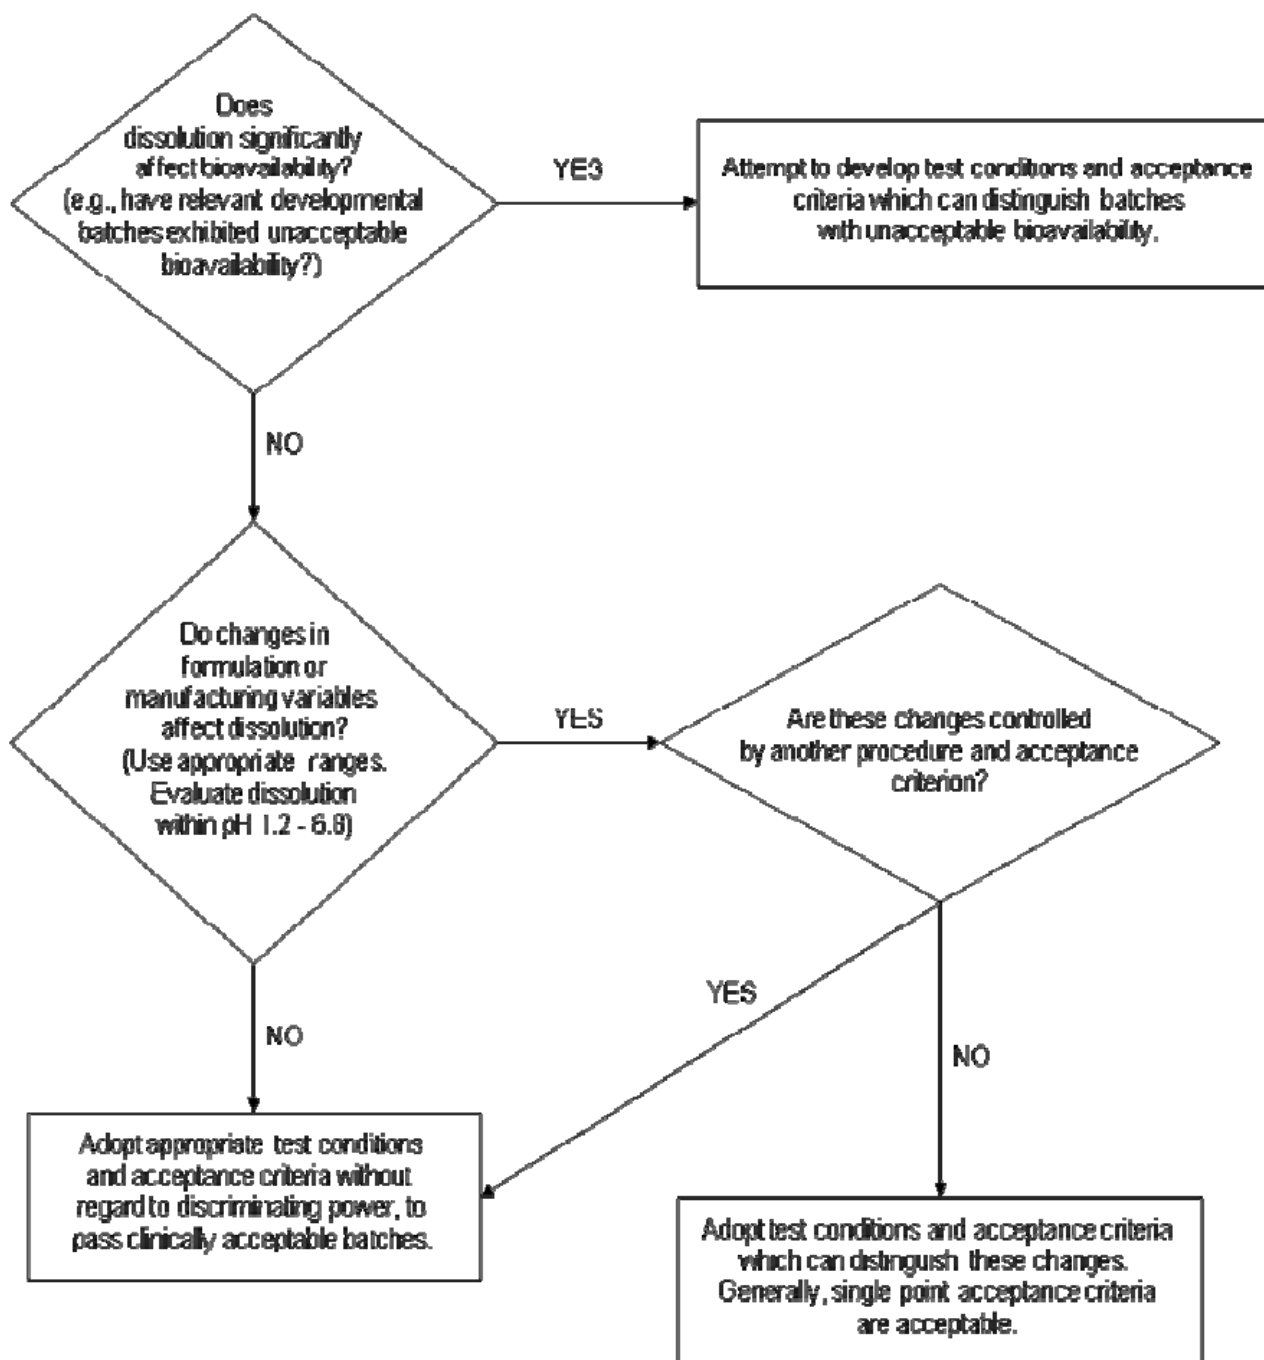 Does
dissolution significantly
affect bioavailability?
(e.g., have relevant developmental
batches exhibited unacceptable
bioavailability?)
YES
Attempt to develop test conditions and acceptance
criteria which can distinguish batches
with unacceptable bioavailability.
NO
Do changes in
formulation or
manufacturing variables
affect dissolution?
(Use appropriate ranges.
Evaluate dissolution
within pH 1.2 - 6.8)
YES
Are these changes controlled
by another procedure and acceptance
criterion?
YES
NO
NO
Adopt appropriate test conditions
and acceptance criteria without
regard to discriminating power, to
pass clinically acceptable batches.
Adopt test conditions and acceptance criteria
which can distinguish these changes.
Generally, single point acceptance criteria
are acceptable.